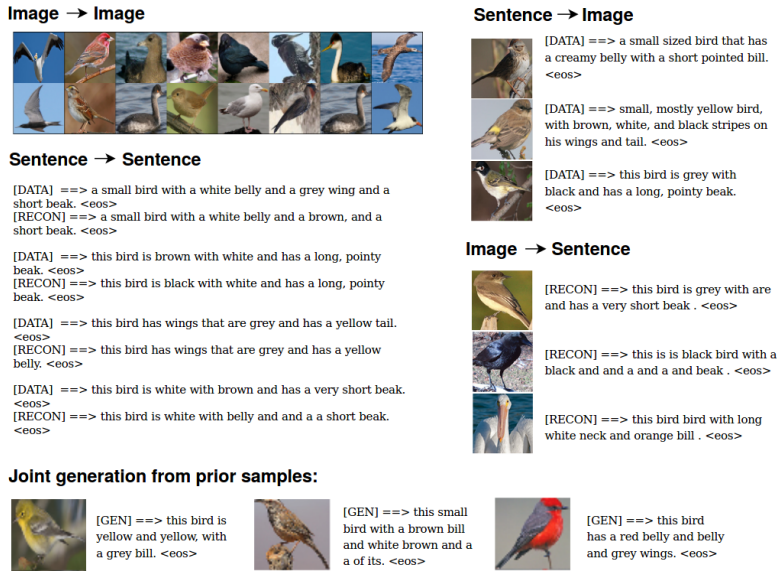 Image → Image
Sentence → Sentence
[DATA] ==> a small bird with a white belly and a grey wing and a
short beak. <eos>
[RECON] ==> a small bird with a white belly and a brown, and a
short beak. <eos>
[DATA] ==> this bird is brown with white and has a long, pointy
beak. <eos>
[RECON] ==> this bird is black with white and has a long, pointy
beak. <eos>
[DATA] ==> this bird has wings that are grey and has a yellow tail.
<eos>
[RECON] ==> this bird has wings that are grey and has a yellow
belly. <eos>
[DATA] ==> this bird is white with brown and has a very short beak.
<eos>
[RECON] ==> this bird is white with belly and and a a short beak.
<eos>
Sentence → Image
[DATA] ==> a small sized bird that has
a creamy belly with a short pointed bill.
<eos>
[DATA] ==> small, mostly yellow bird,
with brown, white, and black stripes on
his wings and tail. <eos>
[DATA] ==> this bird is grey with
black and has a long, pointy beak.
<eos>
Image → Sentence
[RECON] ==> this bird is grey with are
and has a very short beak . <eos>
[RECON] ==> this is is black bird with a
black and and a and a and beak . <eos>
[RECON] ==> this bird bird with long
white neck and orange bill . <eos>
Joint generation from prior samples:
[GEN] ==> this bird is
yellow and yellow, with
a grey bill. <eos>
[GEN] ==> this small
bird with a brown bill
and white brown and a
a of its. <eos>
[GEN] ==> this bird
has a red belly and belly
and grey wings. <eos>